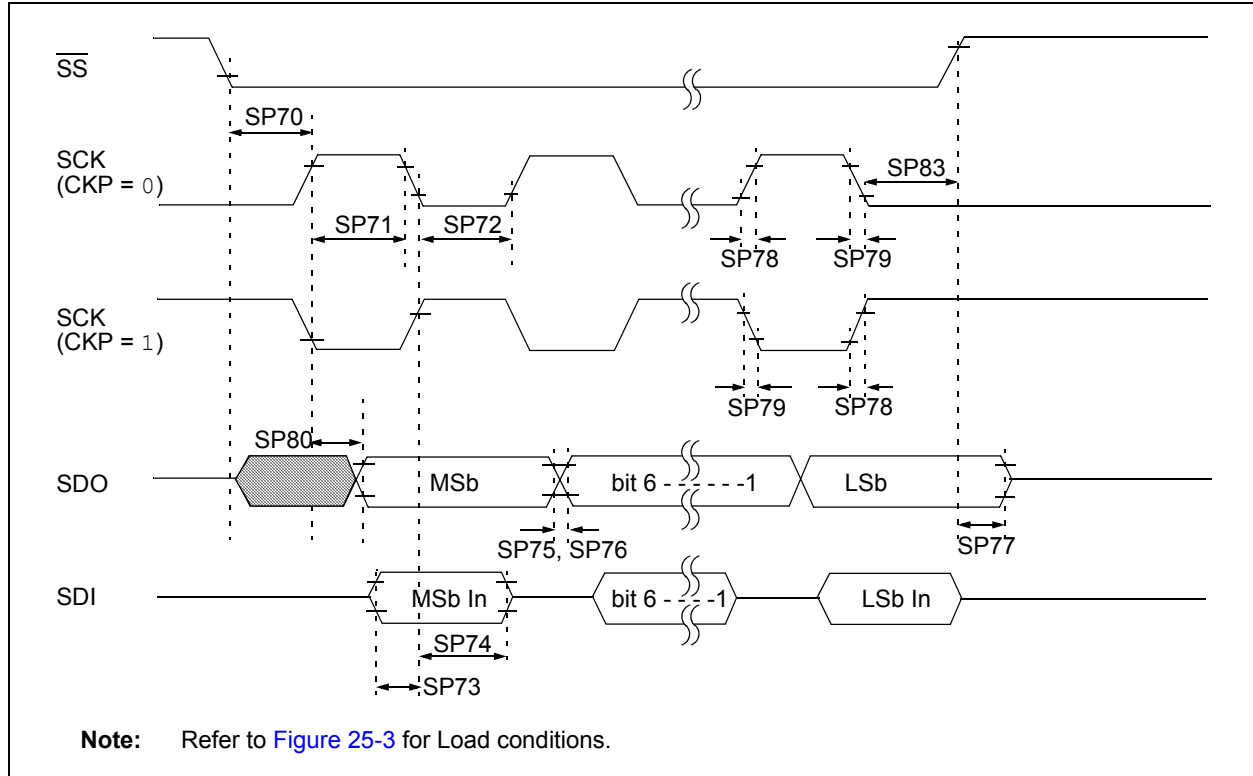 SS
SP70
SCK
(CKP = 0)
SP83
SP71
SP72
SP78
SP79
SCK
(CKP = 1)
SP79
SP78
SP80
SDO
MSb
bit 6 - - - - - -1
LSb
SP75, SP76
SP77
SDI
MSb In
bit 6 - - - -1
LSb In
SP74
SP73
Note: Refer to Figure 25-3 for Load conditions.